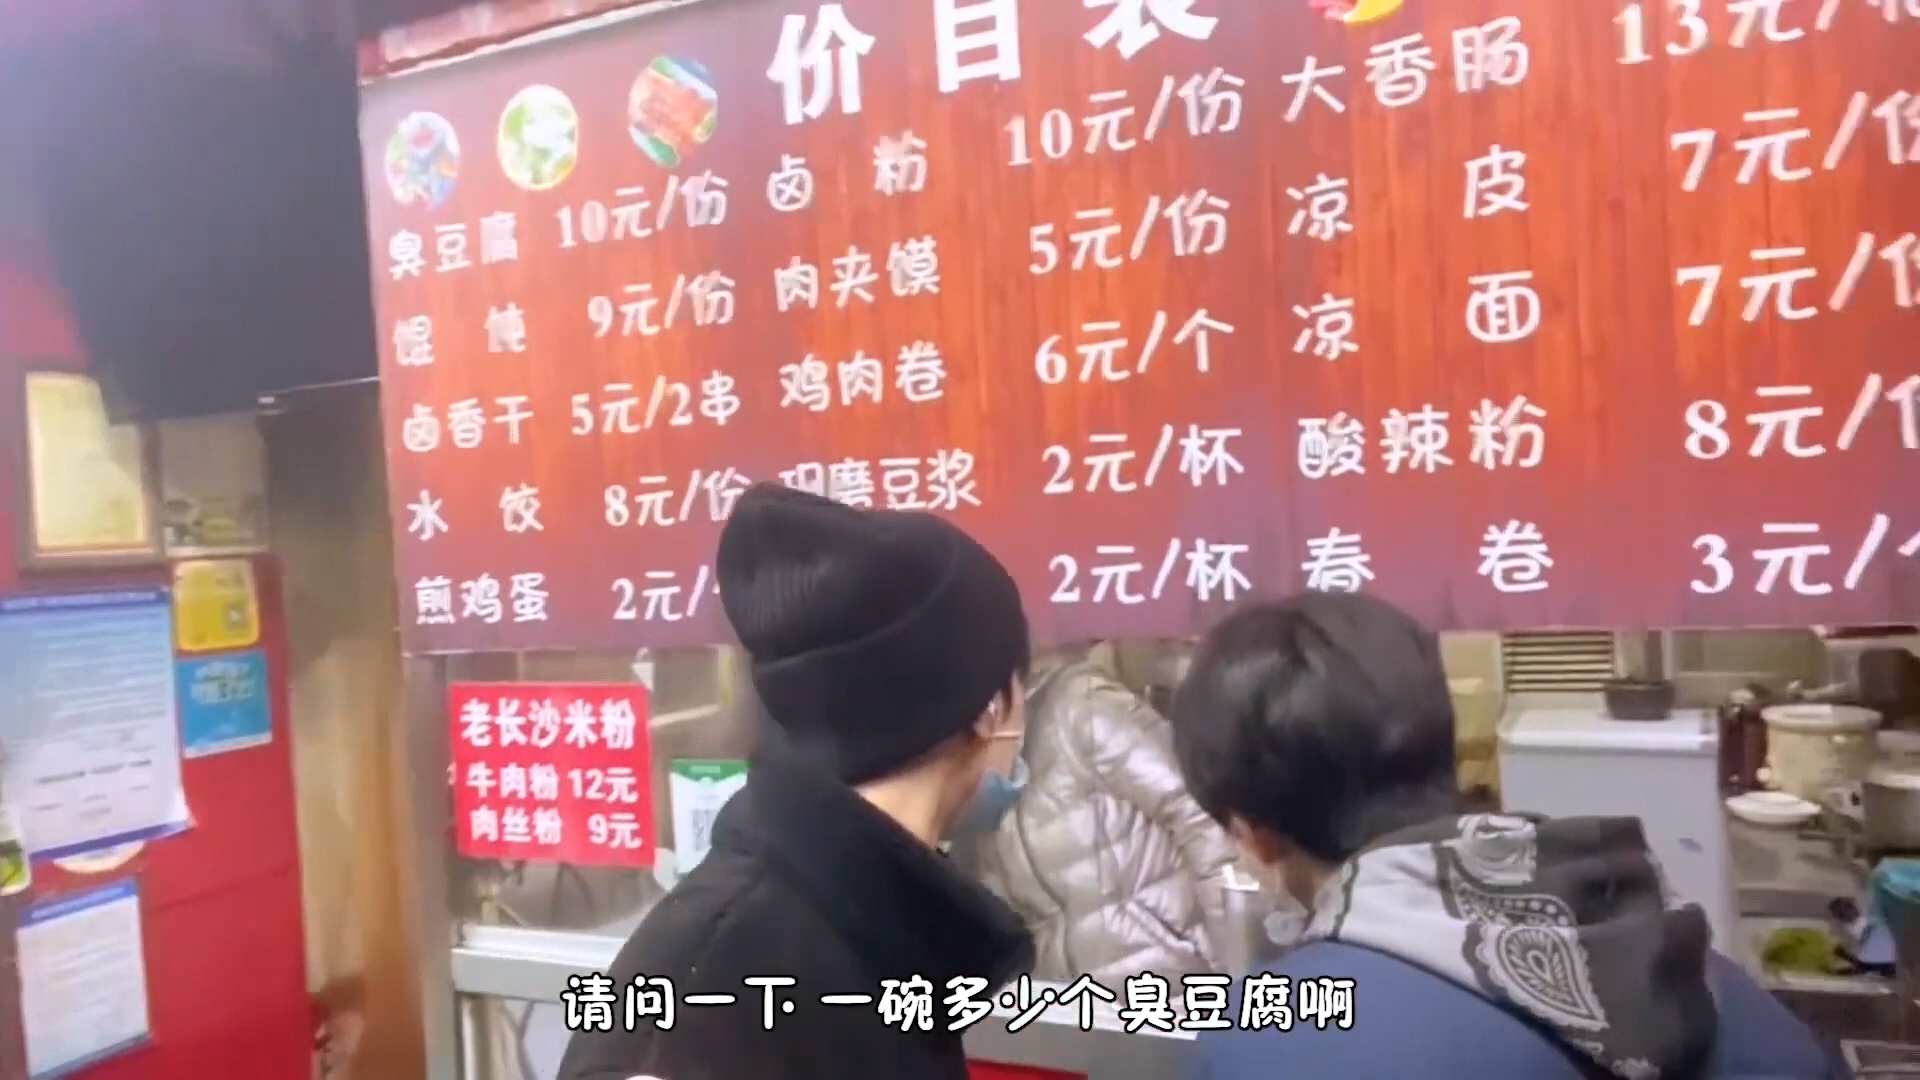 价目表
臭豆腐 10元/份 卤粉 10元/份 大香肠 13元/
馄饨 9元/份 肉夹馍 5元/份 凉皮 7元/份
卤香干 5元/2串 鸡肉卷 6元/个 凉面 7元/份
水饺 8元/份 现磨豆浆 2元/杯 酸辣粉 8元/
煎鸡蛋 2元/ 2元/杯 春卷 3元/
老长沙米粉
牛肉粉 12元
肉丝粉 9元
请问一下 一碗多少个臭豆腐啊